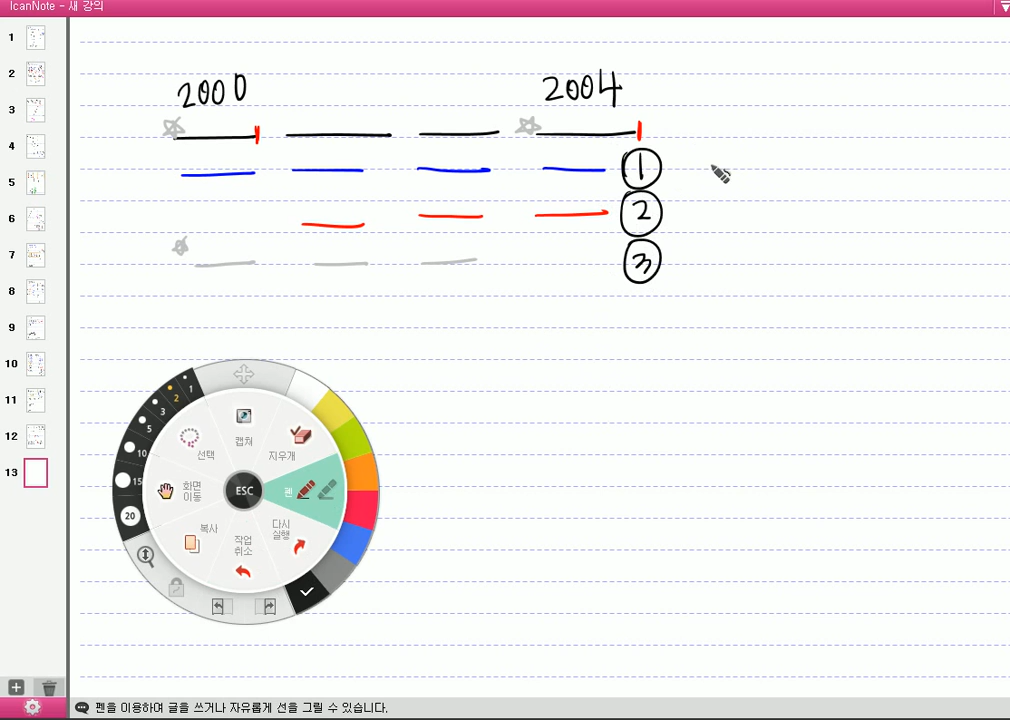 IcanNote - 새 강의
1
2
3
4
5
6
7
8
9
10
11
12
13
2000 2004
1
2
3
1
2
3
5
10
15
20
캡쳐
선택
지우개
화면
이동
ESC
펜
복사
작업
취소
다시
실행
펜을 이용하여 글을 쓰거나 자유롭게 선을 그릴 수 있습니다.